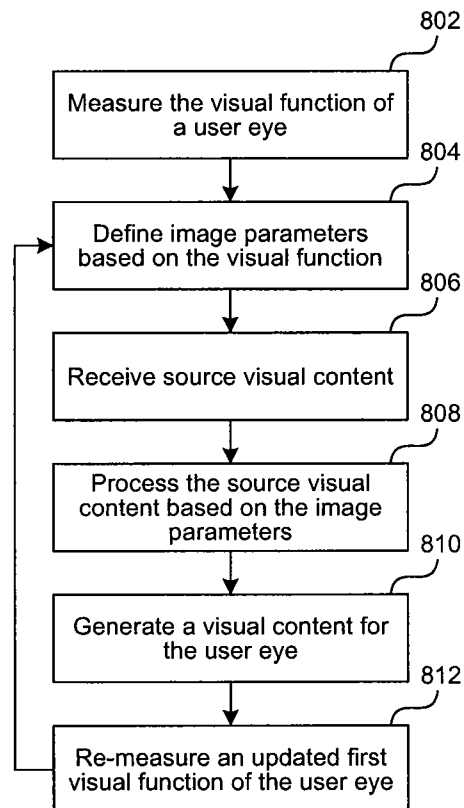 802
Measure the visual function of
a user eye
804
Define image parameters
based on the visual function
806
Receive source visual content
808
Process the source visual
content based on the image
parameters
810
Generate a visual content for
the user eye
812
Re-measure an updated first
visual function of the user eye